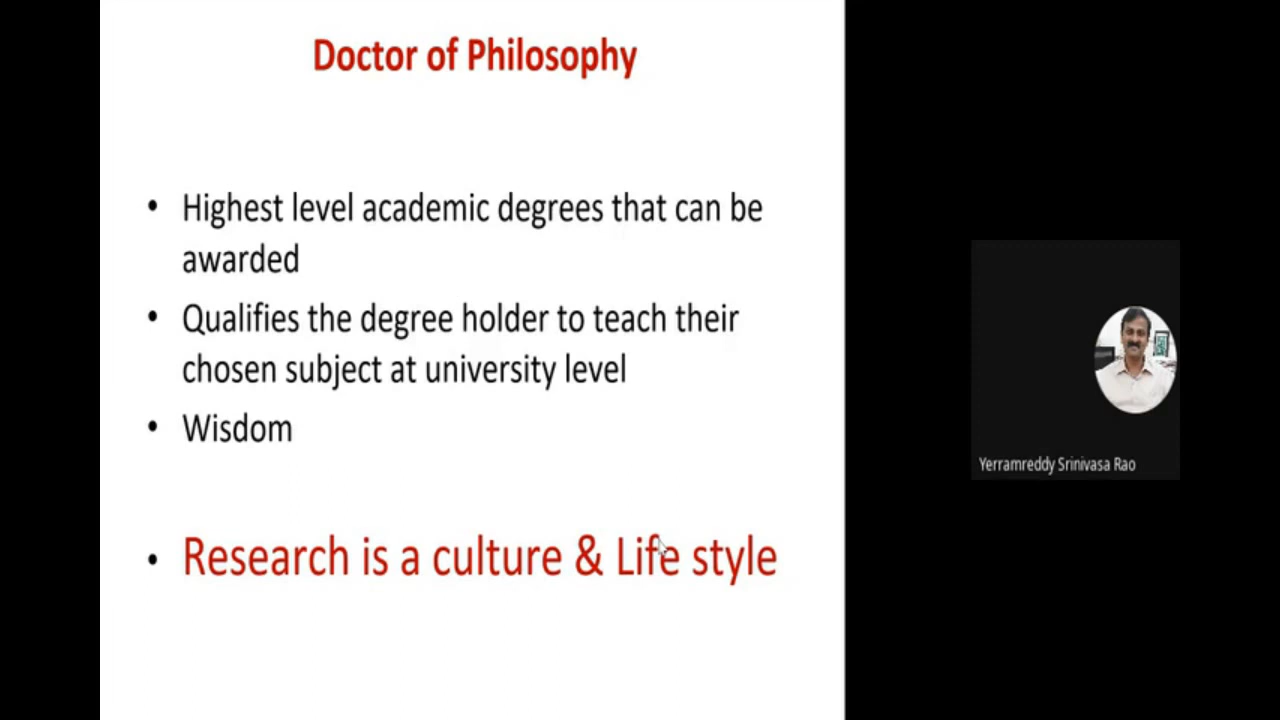 Doctor of Philosophy
• Highest level academic degrees that can be
awarded
• Qualifies the degree holder to teach their
chosen subject at university level
• Wisdom
• Research is a culture & Life style
Yerramreddy Srinivasa Rao